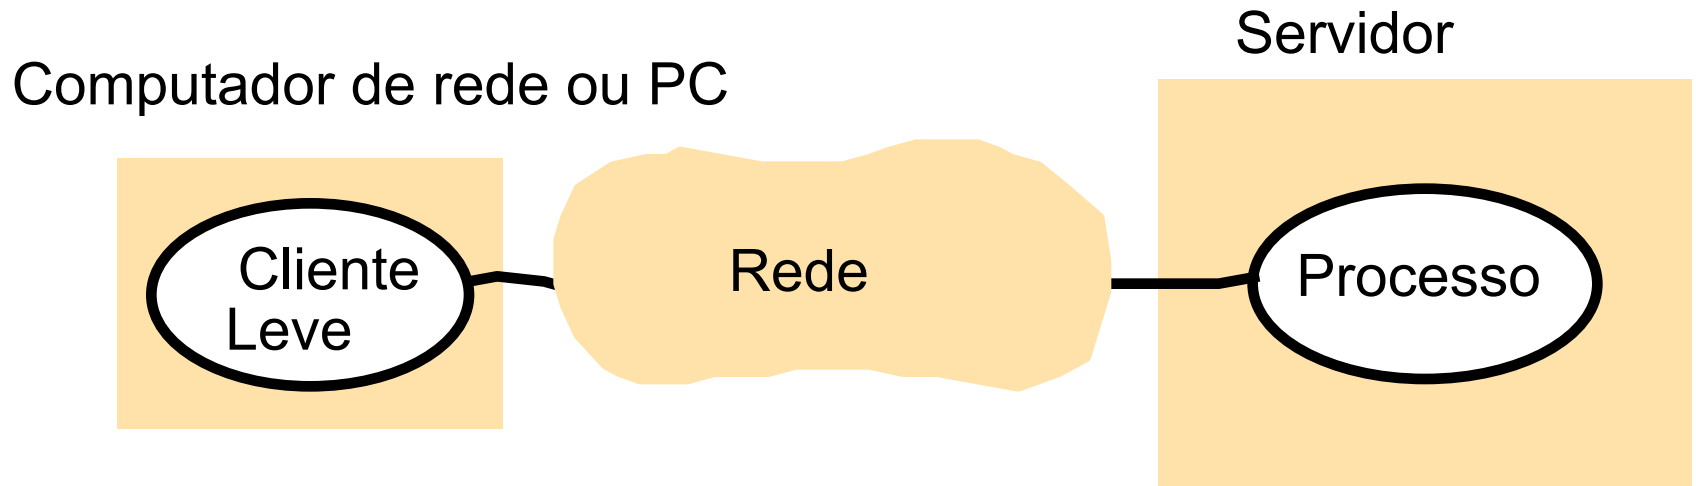 Servidor
Computador de rede ou PC
Cliente
Leve
Rede
Processo